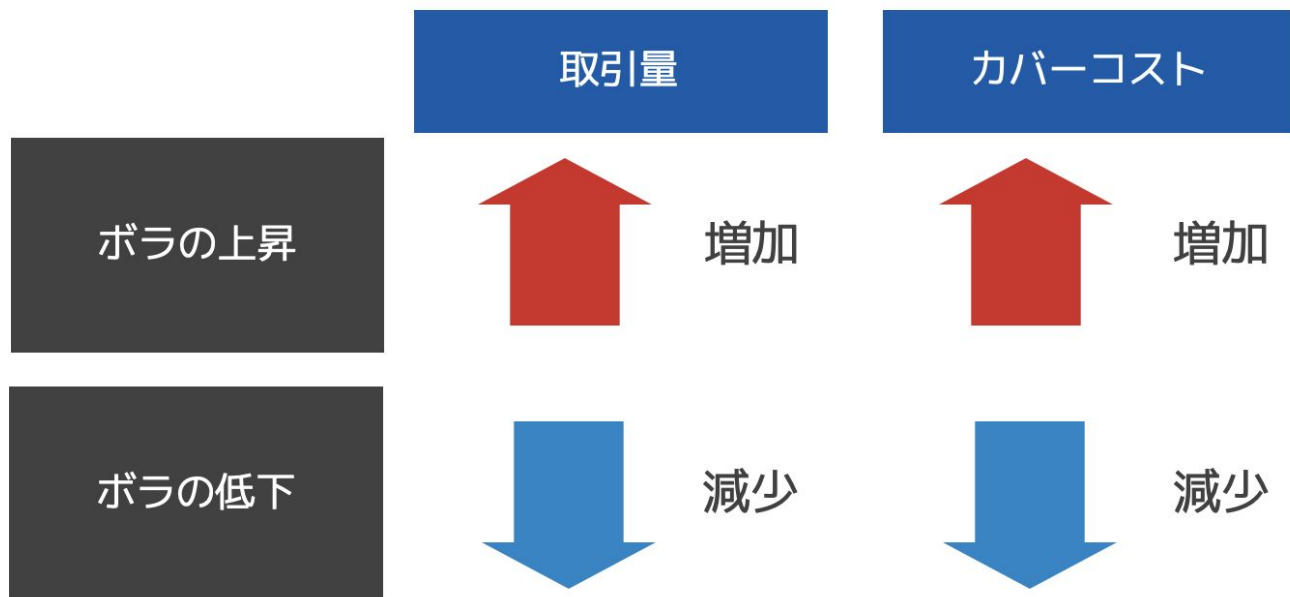 取引量
カバーコスト
ボラの上昇
増加
増加
ボラの低下
減少
減少